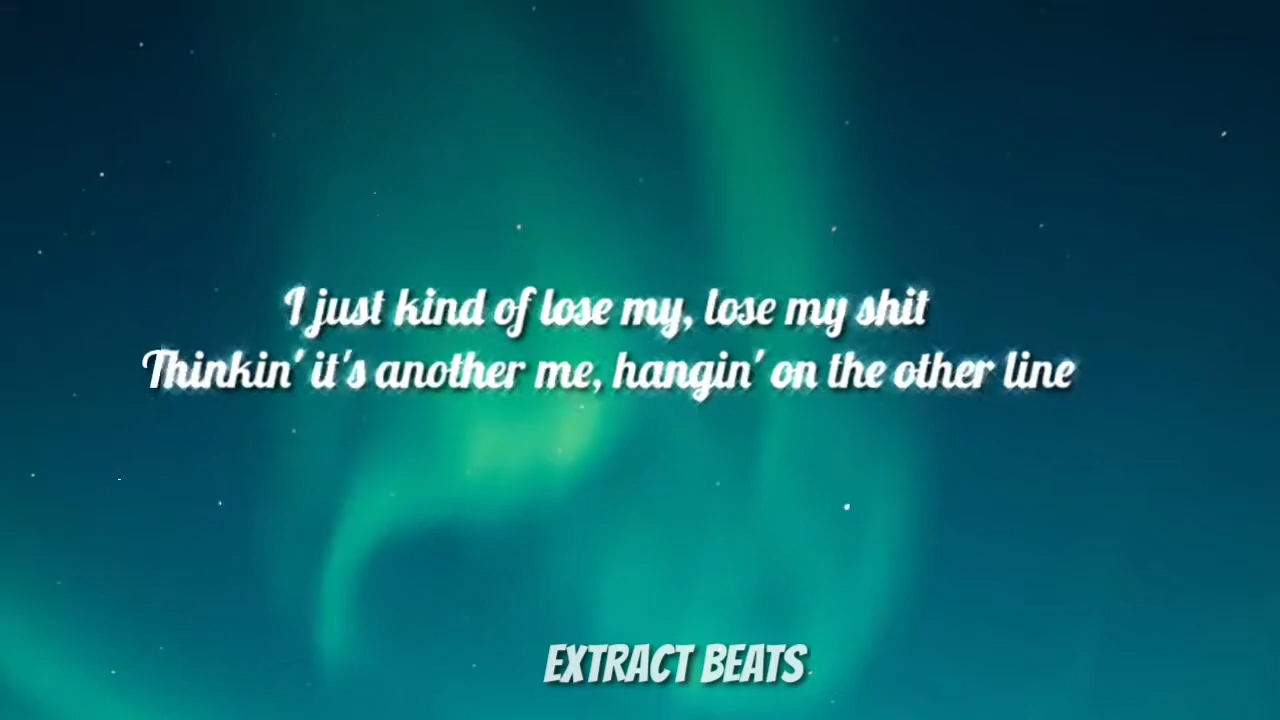 I just kind of lose my, lose my shit
Thinkin' it's another me, hangin' on the other line
EXTRACT BEATS